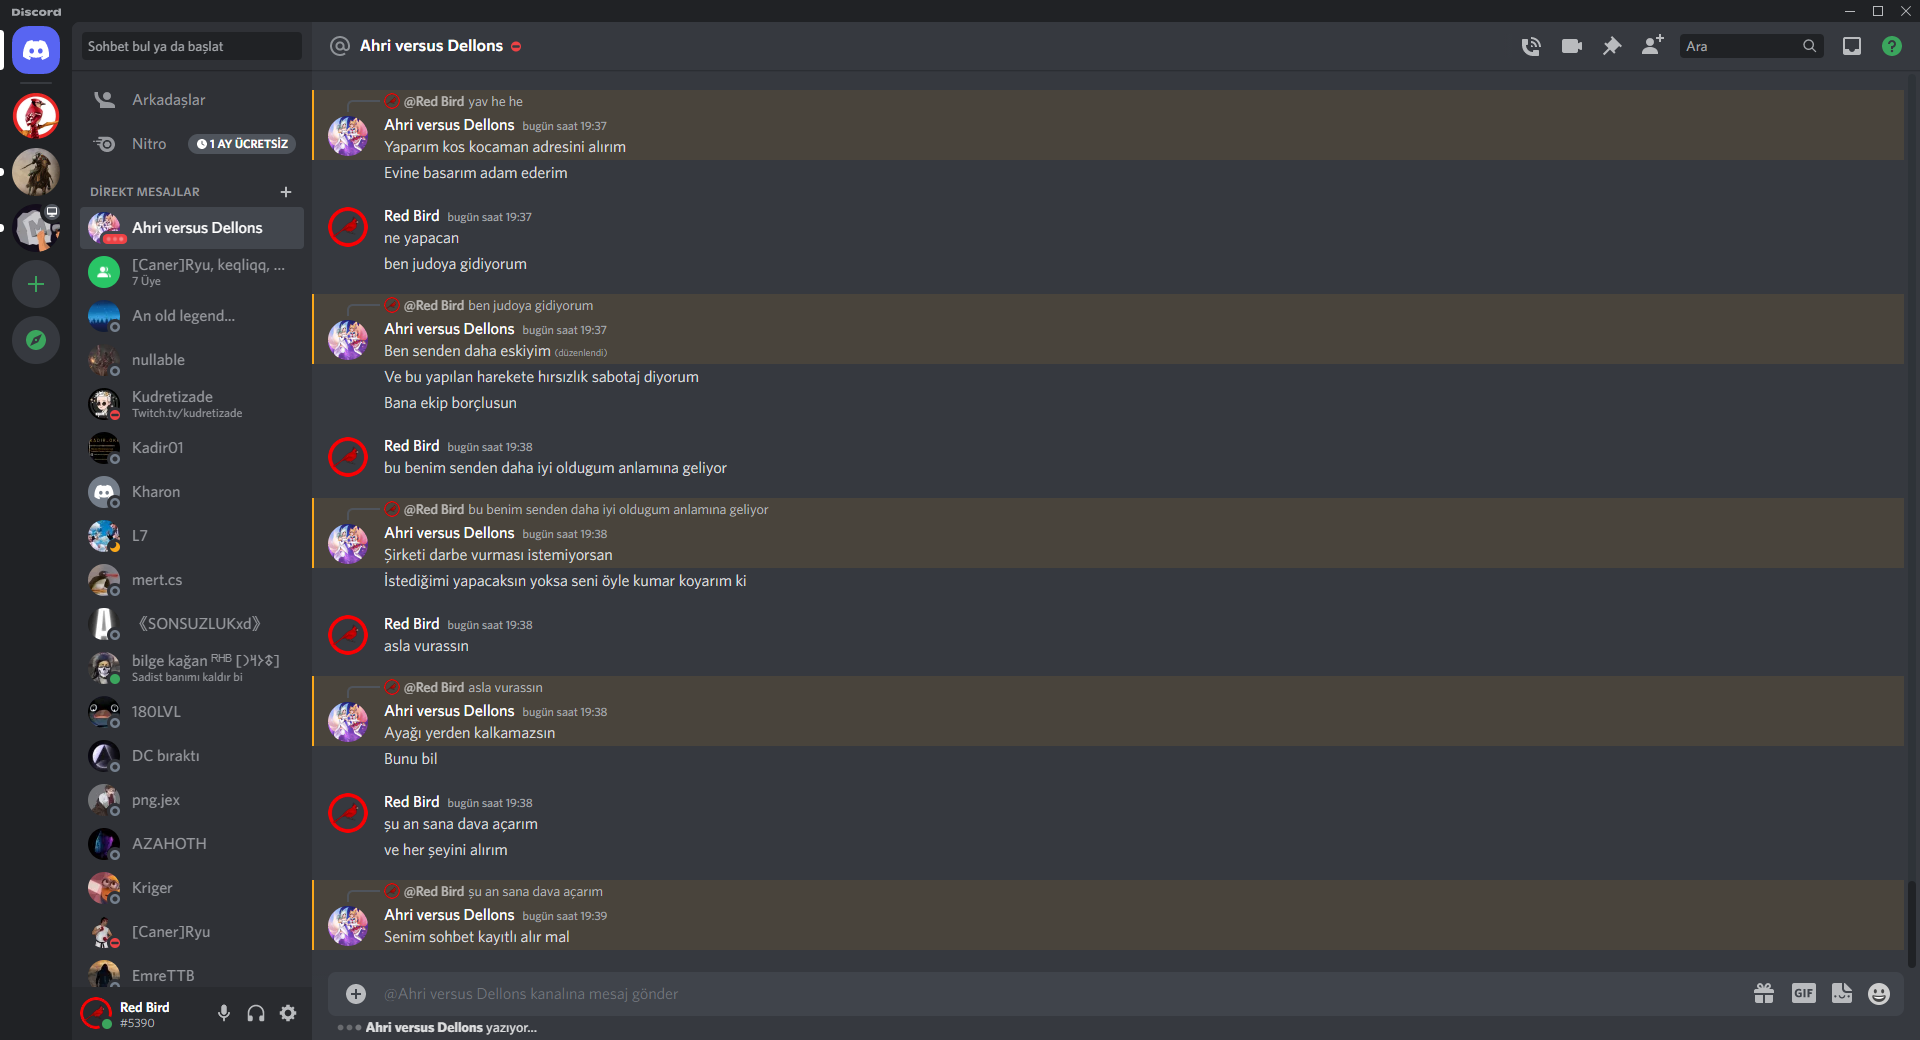 Discord
Sohbet bul ya da başlat
Arkadaşlar
Nitro
1 AY ÜCRETSİZ
DİREKT MESAJLAR
Ahri versus Dellons
[Caner]Ryu, keqliqq, ...
7 Üye
An old legend...
nullable
Kudretizade
Twitch.tv/kudretizade
Kadir01
Kharon
L7
mert.cs
《SONSUZLUKxd》
bilge kağan ᴿᴴᴮ
Sadist banımı kaldır bi
180LVL
DC bıraktı
png.jex
AZAHOTH
Kriger
[Caner]Ryu
EmreTTB
Red Bird
#5390
@ Ahri versus Dellons
Ara
@Red Bird yav he he
Ahri versus Dellons bugün saat 19:37
Yaparım kos kocaman adresini alırım
Evine basarım adam ederim
Red Bird bugün saat 19:37
ne yapacan
ben judoya gidiyorum
@Red Bird ben judoya gidiyorum
Ahri versus Dellons bugün saat 19:37
Ben senden daha eskiyim (düzenlendi)
Ve bu yapılan harekete hırsızlık sabotaj diyorum
Bana ekip borçlusun
Red Bird bugün saat 19:38
bu benim senden daha iyi oldugum anlamına geliyor
@Red Bird bu benim senden daha iyi oldugum anlamına geliyor
Ahri versus Dellons bugün saat 19:38
Şirketi darbe vurması istemiyorsan
İstediğimi yapacaksın yoksa seni öyle kumar koyarım ki
Red Bird bugün saat 19:38
asla vurassın
@Red Bird asla vurassın
Ahri versus Dellons bugün saat 19:38
Ayağı yerden kalkamazsın
Bunu bil
Red Bird bugün saat 19:38
şu an sana dava açarım
ve her şeyini alırım
@Red Bird şu an sana dava açarım
Ahri versus Dellons bugün saat 19:39
Senim sohbet kayıtlı alır mal
@Ahri versus Dellons kanalına mesaj gönder
GIF
Ahri versus Dellons yazıyor...